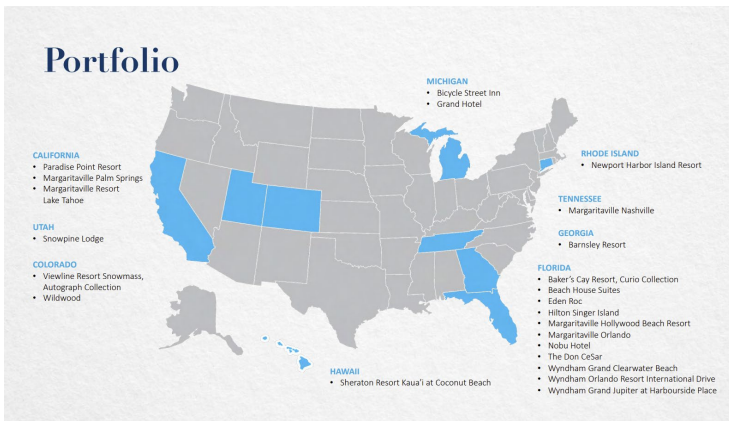 Portfolio
MICHIGAN
• Bicycle Street Inn
• Grand Hotel
CALIFORNIA
• Paradise Point Resort
• Margaritaville Palm Springs
• Margaritaville Resort
Lake Tahoe
UTAH
• Snowpine Lodge
COLORADO
• Viewline Resort Snowmass,
Autograph Collection
• Wildwood
HAWAII
• Sheraton Resort Kaua'i at Coconut Beach
RHODE ISLAND
• Newport Harbor Island Resort
TENNESSEE
• Margaritaville Nashville
GEORGIA
• Barnsley Resort
FLORIDA
• Baker's Cay Resort, Curio Collection
• Beach House Suites
• Eden Roc
• Hilton Singer Island
• Margaritaville Hollywood Beach Resort
• Margaritaville Orlando
• Nobu Hotel
• The Don CeSar
• Wyndham Grand Clearwater Beach
• Wyndham Orlando Resort International Drive
• Wyndham Grand Jupiter at Harbourside Place